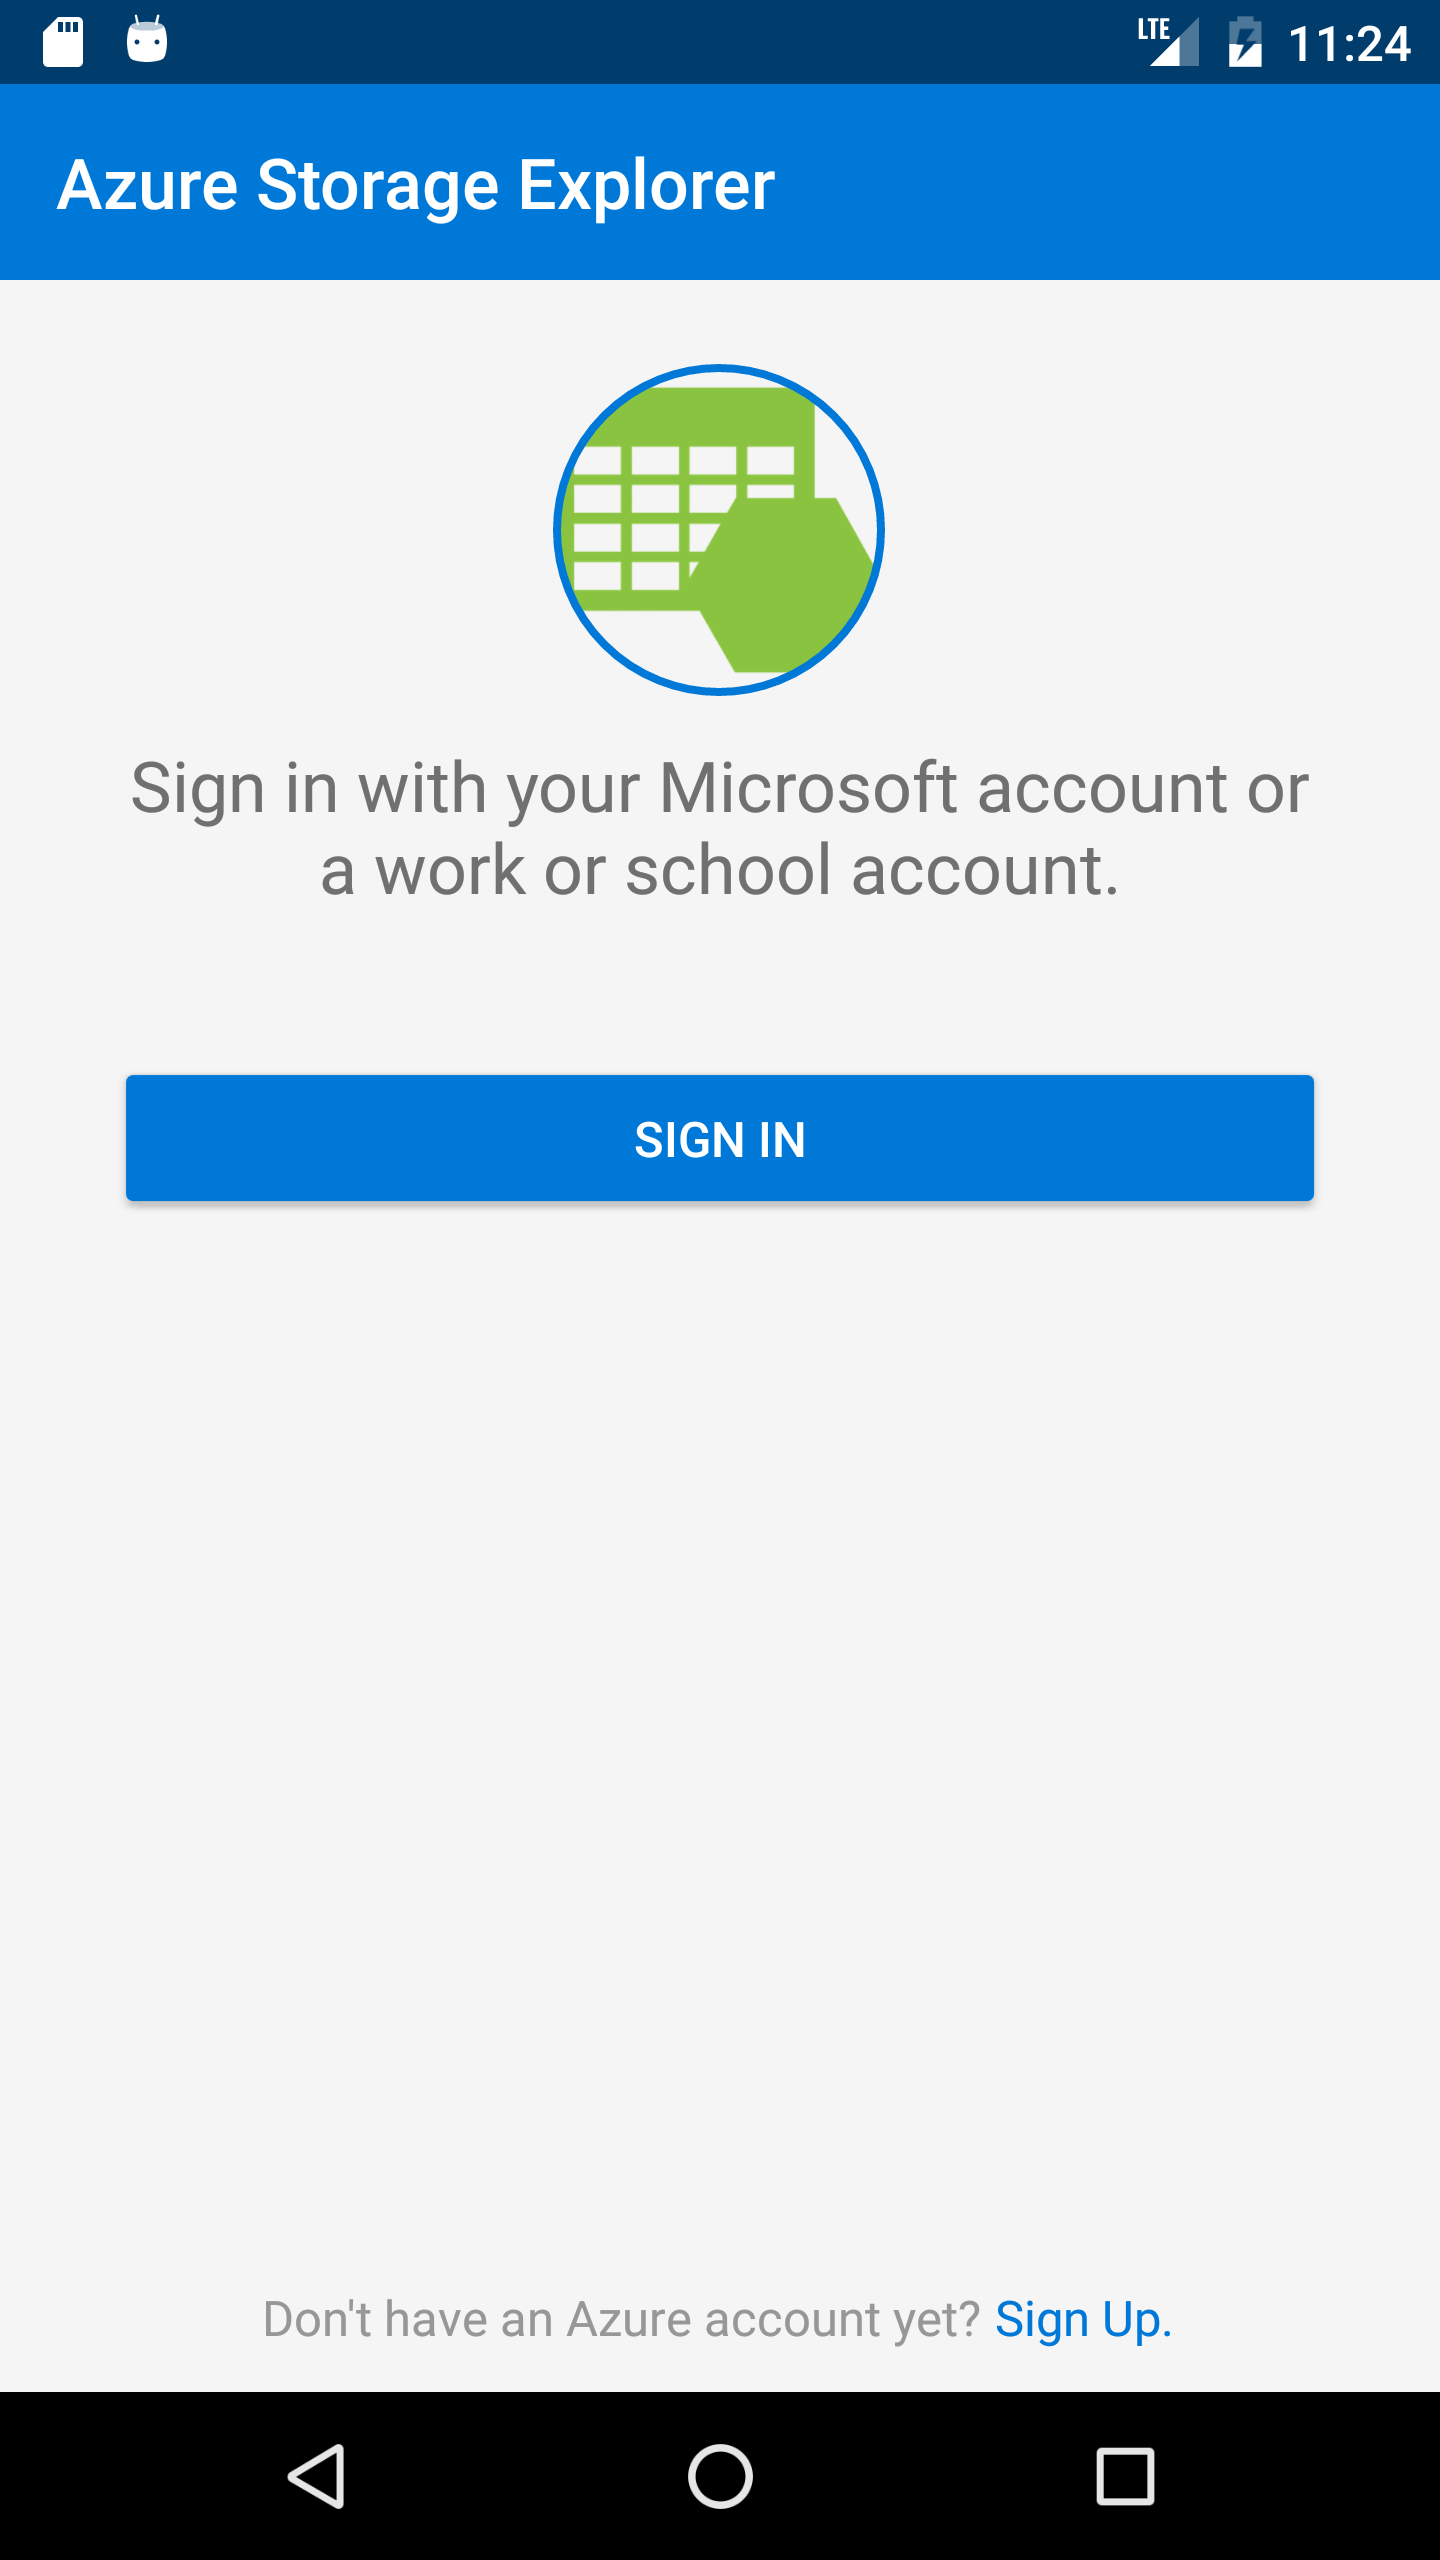 LTE 11:24
Azure Storage Explorer
Sign in with your Microsoft account or
a work or school account.
SIGN IN
Don't have an Azure account yet? Sign Up.